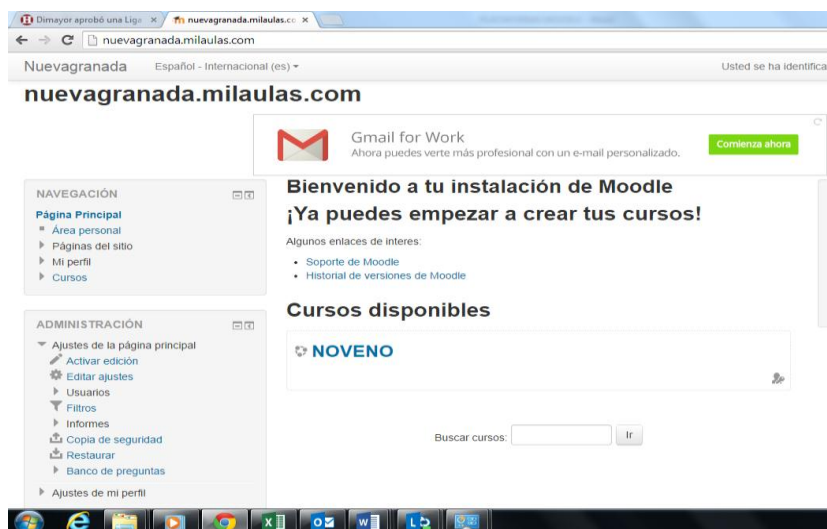 Dimayor aprobó una Liga
nuevagranada.milaulas.co
nuevagranada.milaulas.com
Nuevagranada
Español - Internacional (es)
Usted se ha identifica
nuevagranada.milaulas.com
Gmail for Work
Ahora puedes verte más profesional con un e-mail personalizado.
Comienza ahora
NAVEGACIÓN
Página Principal
Área personal
Páginas del sitio
Mi perfil
Cursos
ADMINISTRACIÓN
Ajustes de la página principal
Activar edición
Editar ajustes
Usuarios
Filtros
Informes
Copia de seguridad
Restaurar
Banco de preguntas
Ajustes de mi perfil
Bienvenido a tu instalación de Moodle
¡Ya puedes empezar a crear tus cursos!
Algunos enlaces de interes:
Soporte de Moodle
Historial de versiones de Moodle
Cursos disponibles
NOVENO
Buscar cursos:
Ir